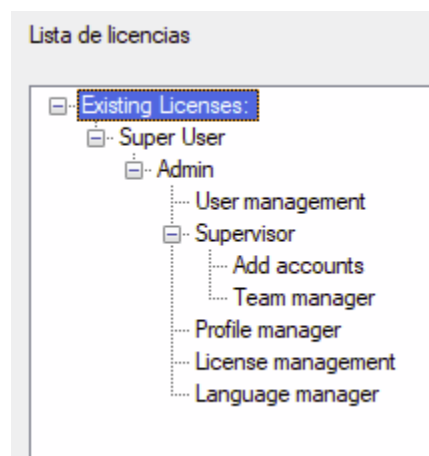 Lista de licencias
Existing Licenses:
Super User
Admin
User management
Supervisor
Add accounts
Team manager
Profile manager
License management
Language manager